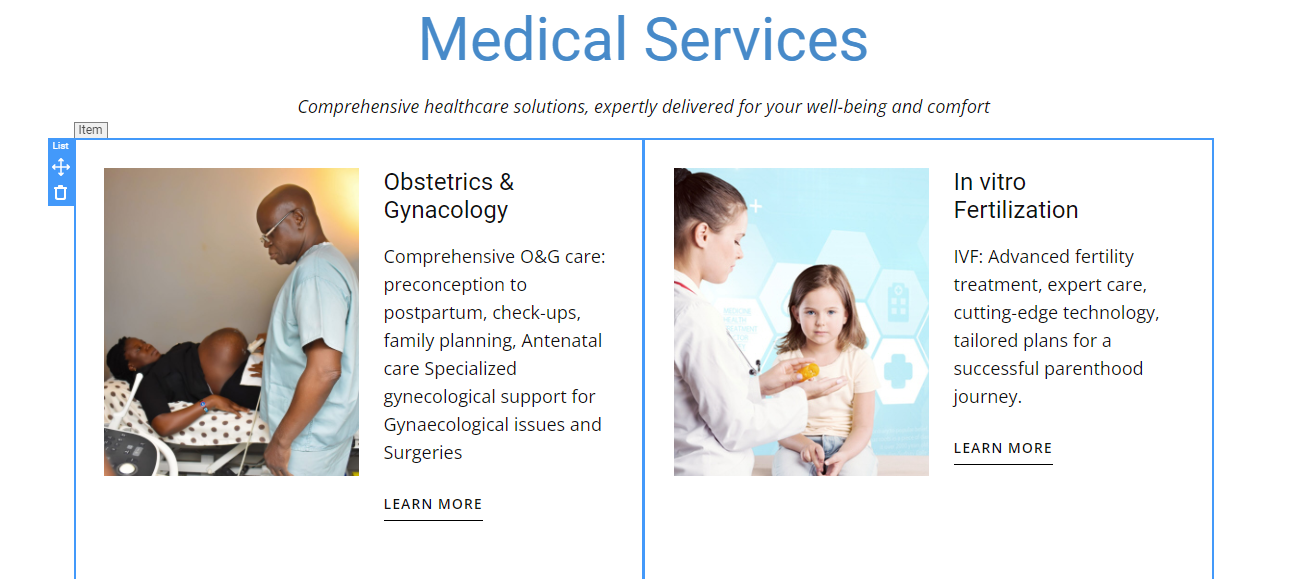 Medical Services
Comprehensive healthcare solutions, expertly delivered for your well-being and comfort
Item
List
Obstetrics &
Gynacology
Comprehensive O&G care:
preconception to
postpartum, check-ups,
family planning, Antenatal
care Specialized
gynecological support for
Gynaecological issues and
Surgeries
LEARN MORE
In vitro
Fertilization
IVF: Advanced fertility
treatment, expert care,
cutting-edge technology,
tailored plans for a
successful parenthood
journey.
LEARN MORE